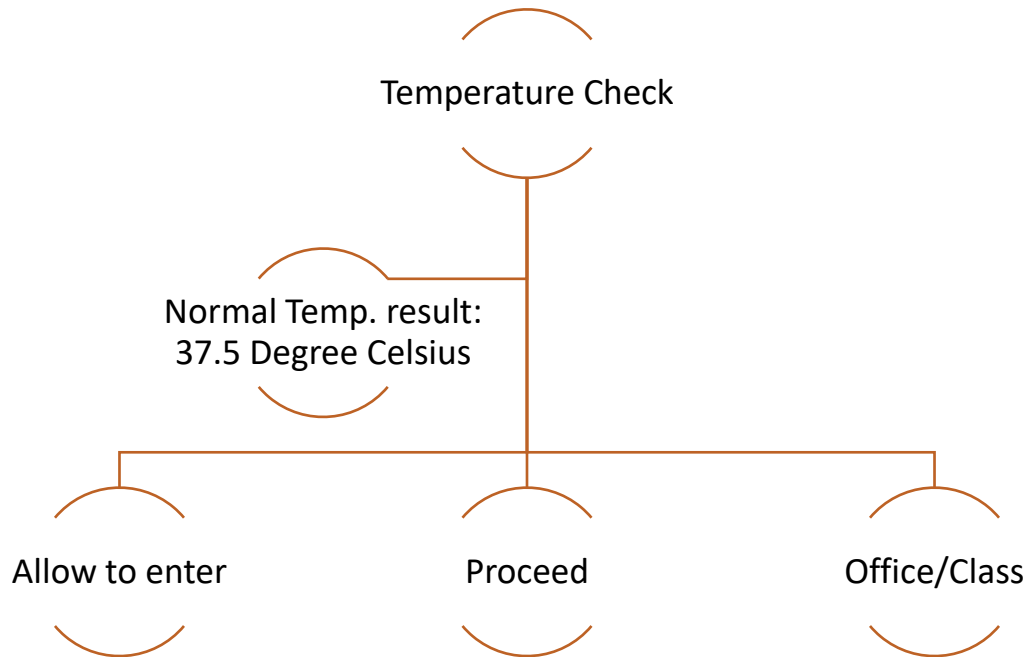 Temperature Check
Normal Temp. result:
37.5 Degree Celsius
Allow to enter
Proceed
Office/Class